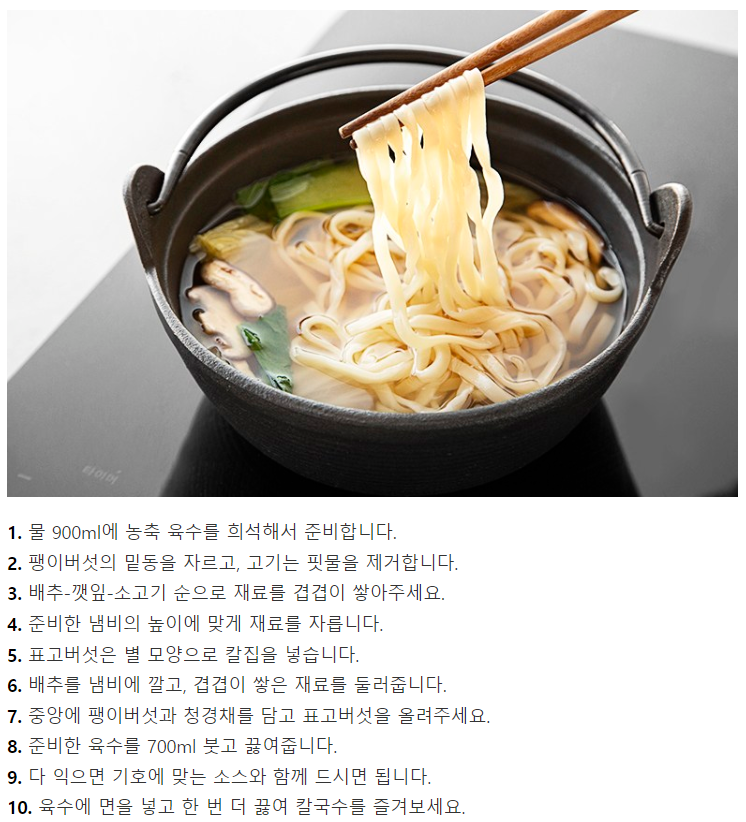 타이머
1. 물 900ml에 농축 육수를 희석해서 준비합니다.
2. 팽이버섯의 밑동을 자르고, 고기는 핏물을 제거합니다.
3. 배추-깻잎-소고기 순으로 재료를 겹겹이 쌓아주세요.
4. 준비한 냄비의 높이에 맞게 재료를 자릅니다.
5. 표고버섯은 별 모양으로 칼집을 넣습니다.
6. 배추를 냄비에 깔고, 겹겹이 쌓은 재료를 둘러줍니다.
7. 중앙에 팽이버섯과 청경채를 담고 표고버섯을 올려주세요.
8. 준비한 육수를 700ml 붓고 끓여줍니다.
9. 다 익으면 기호에 맞는 소스와 함께 드시면 됩니다.
10. 육수에 면을 넣고 한 번 더 끓여 칼국수를 즐겨보세요.